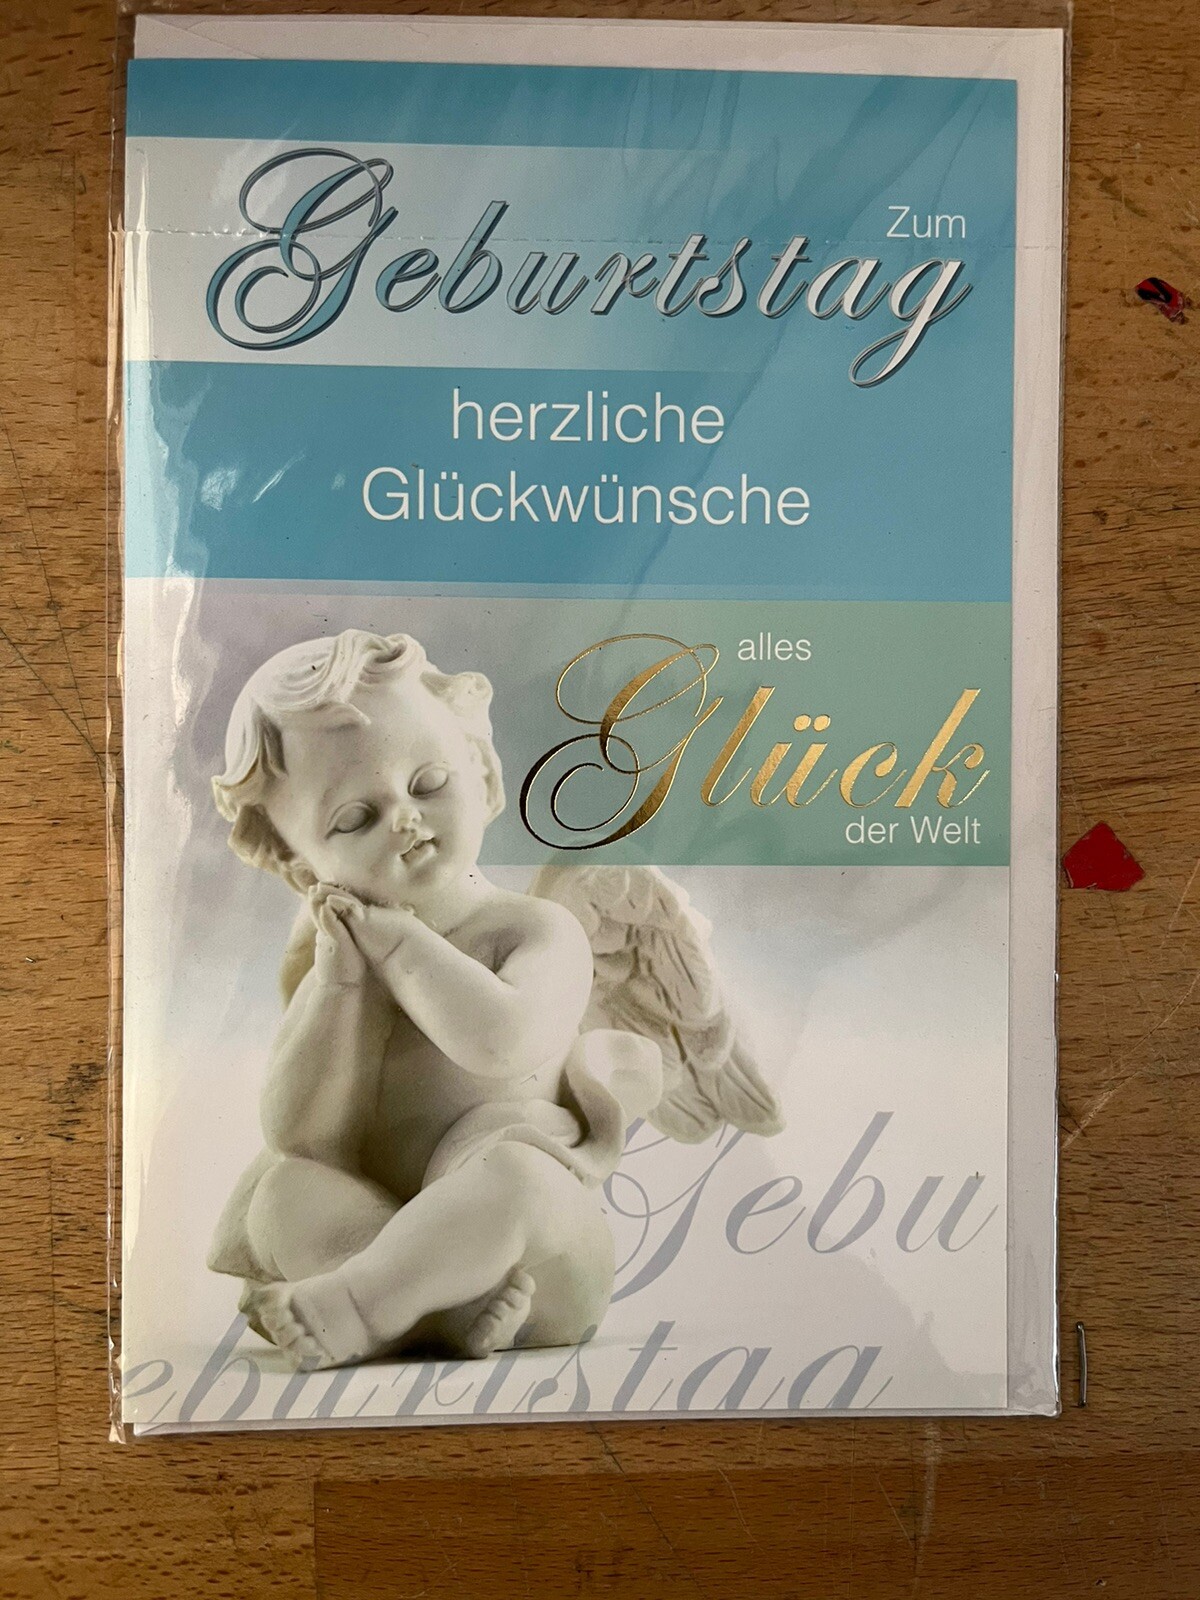 Zum
Geburtstag
herzliche
Glückwünsche
alles
Glück
der Welt
Gebu
eburtstag